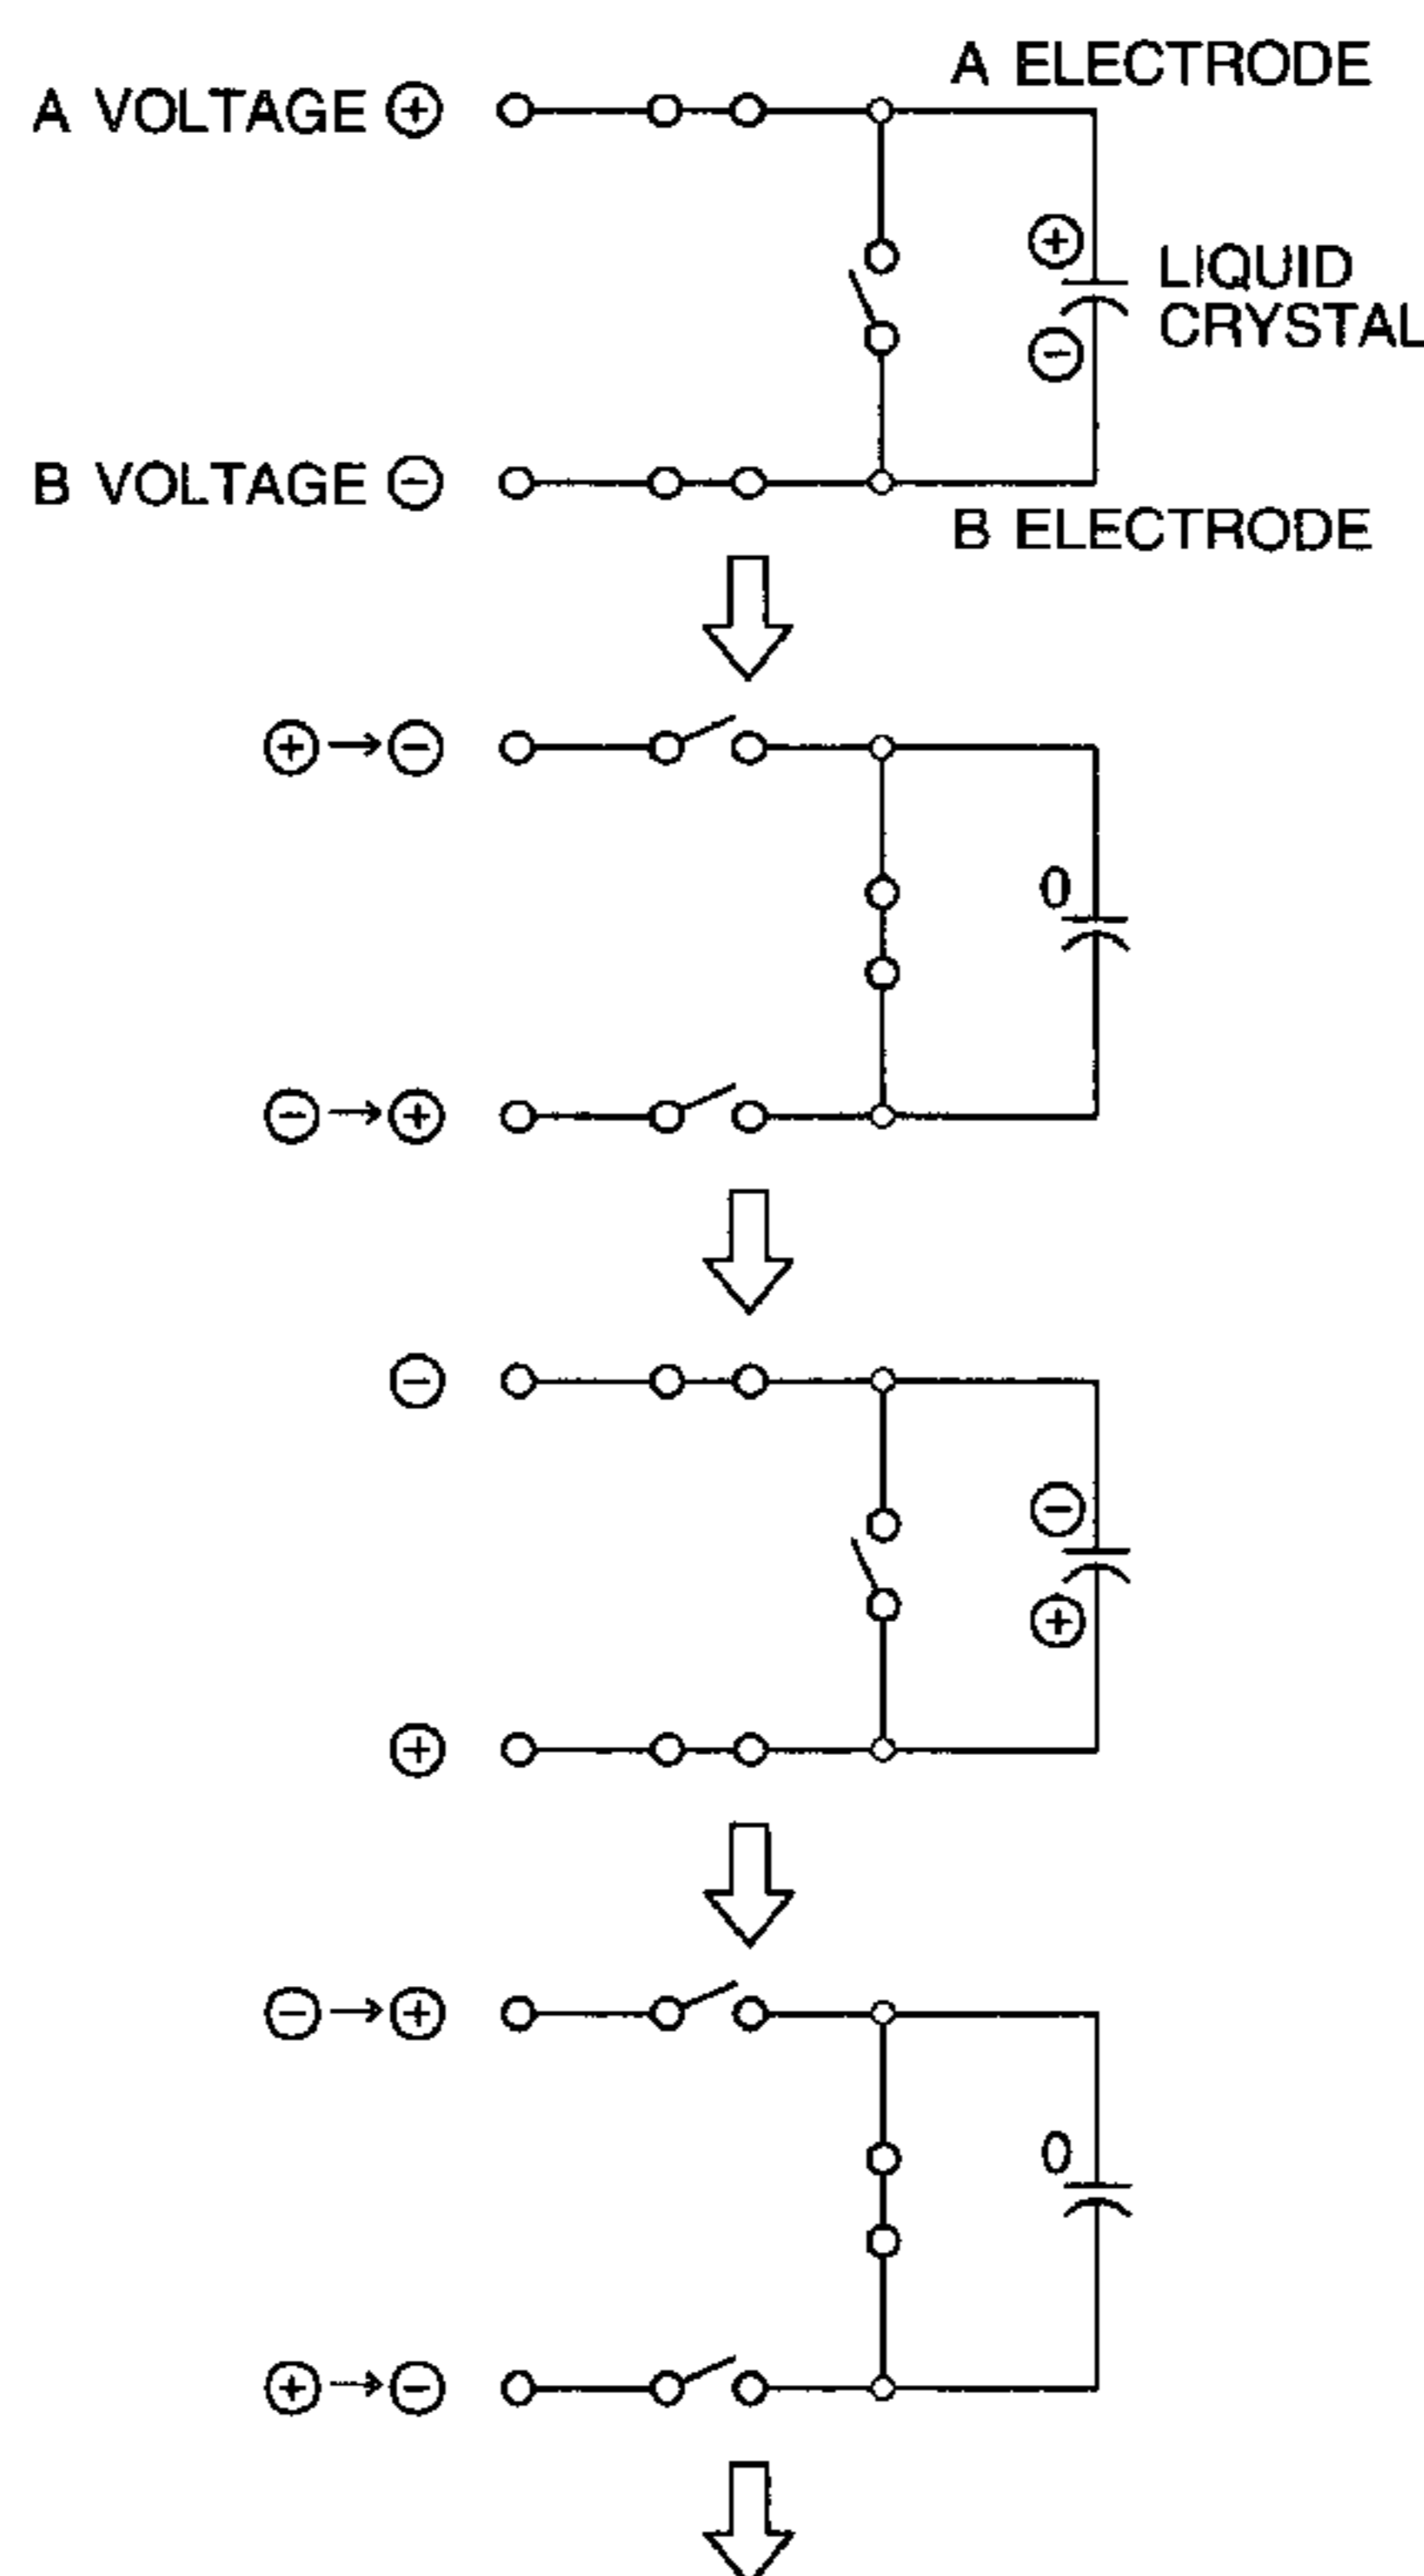 A ELECTRODE
A VOLTAGE ⊕
⊕
LIQUID
CRYSTAL
⊖
B VOLTAGE ⊖
B ELECTRODE
⊕→⊖
0
⊖→⊕
⊖
⊖
⊕
⊕
⊖→⊕
0
⊕→⊖